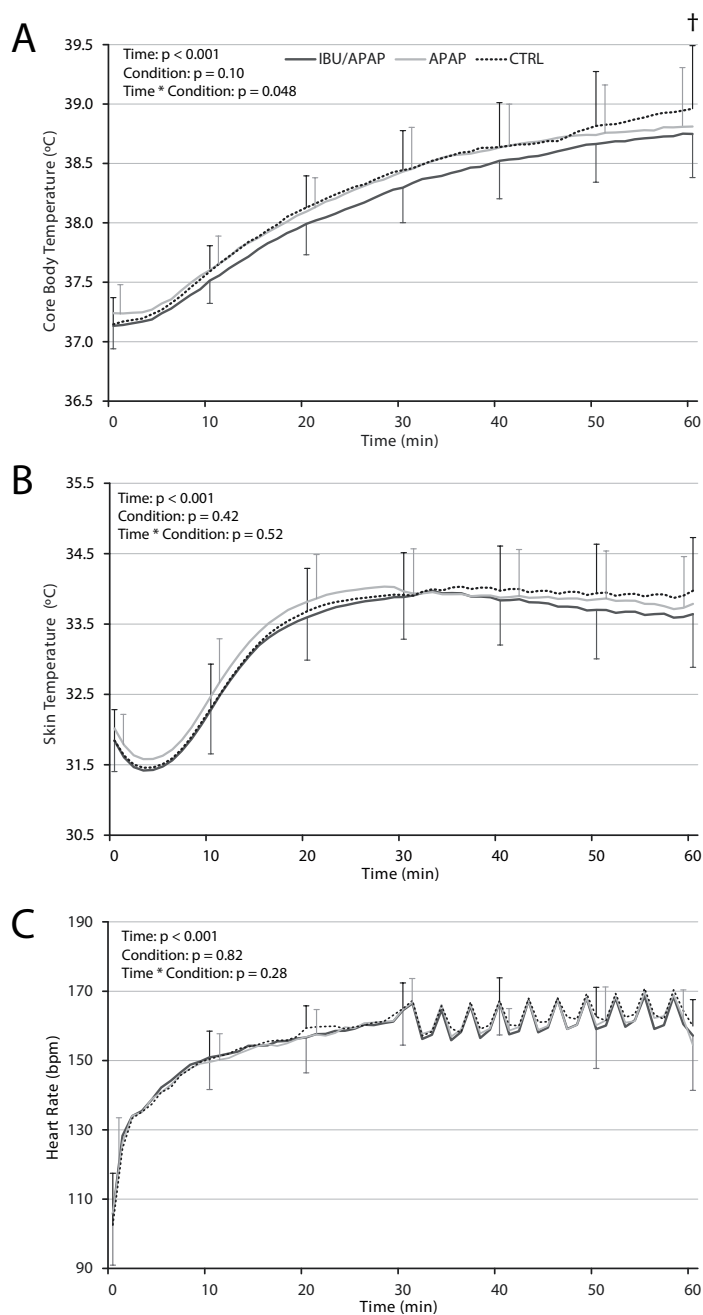 A
†
39.5
Time: p < 0.001
IBU/APAP APAP CTRL
Condition: p = 0.10
Time * Condition: p = 0.048
39.0
38.5
38.0
37.5
37.0
36.5
Core Body Temperature (ºC)
0 10 20 30 40 50 60
Time (min)
B
35.5
Time: p < 0.001
Condition: p = 0.42
Time * Condition: p = 0.52
34.5
33.5
32.5
31.5
30.5
Skin Temperature (ºC)
0 10 20 30 40 50 60
Time (min)
C
190
Time: p < 0.001
Condition: p = 0.82
Time * Condition: p = 0.28
170
150
130
110
90
Heart Rate (bpm)
0 10 20 30 40 50 60
Time (min)